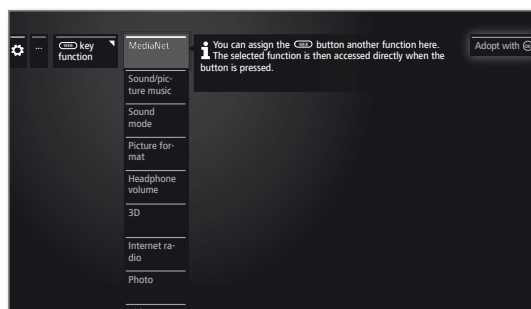 ...
WEB key
function
MediaNet
i You can assign the WEB button another function here.
The selected function is then accessed directly when the
button is pressed.
Adopt with
Sound/pic-
ture music
Sound
mode
Picture for-
mat
Headphone
volume
3D
Internet ra-
dio
Photo